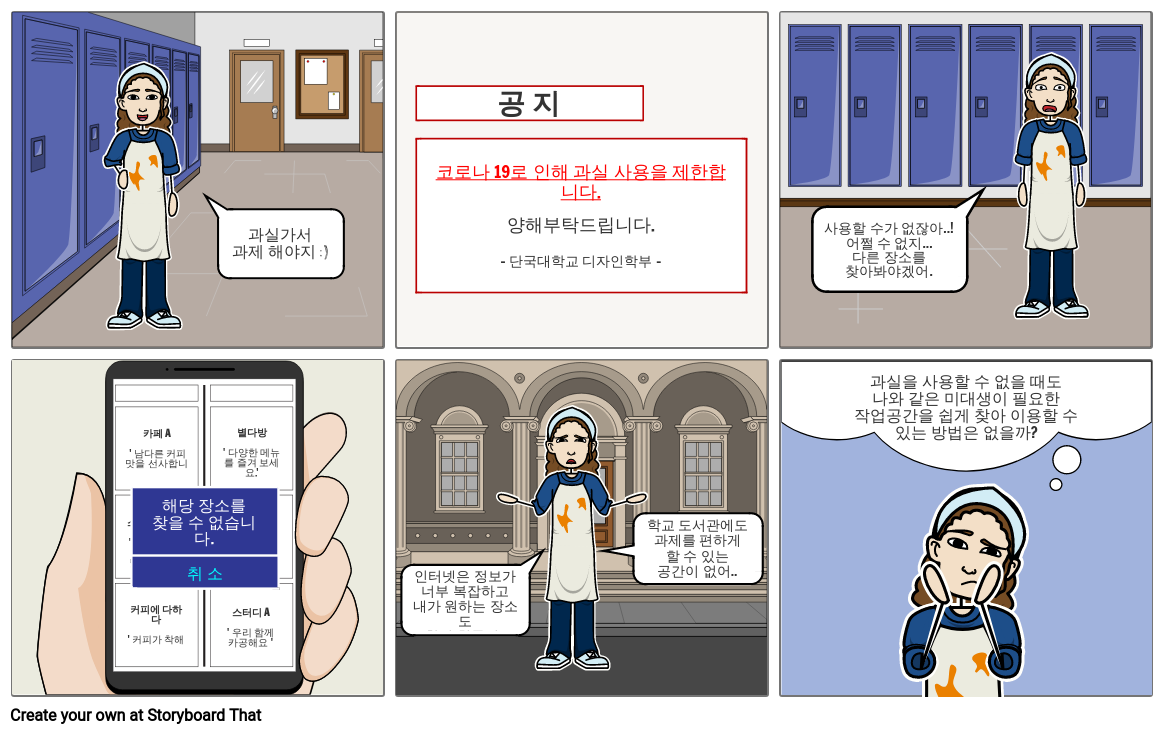 과실가서
과제 해야지 :')
공 지
코로나 19로 인해 과실 사용을 제한합
니다.
양해부탁드립니다.
- 단국대학교 디자인학부 -
사용할 수가 없잖아..!
어쩔 수 없지...
다른 장소를
찾아봐야겠어.
카페 A
' 남다른 커피
맛을 선사합니
별다방
' 다양한 메뉴
를 즐겨 보세
요.'
해당 장소를
찾을 수 없습니
다.
취 소
커피에 다하
다
' 커피가 착해
스터디 A
' 우리 함께
카공해요 '
인터넷은 정보가
너부 복잡하고
내가 원하는 장소
도
학교 도서관에도
과제를 편하게
할 수 있는
공간이 없어..
과실을 사용할 수 없을 때도
나와 같은 미대생이 필요한
작업공간을 쉽게 찾아 이용할 수
있는 방법은 없을까?
Create your own at Storyboard That